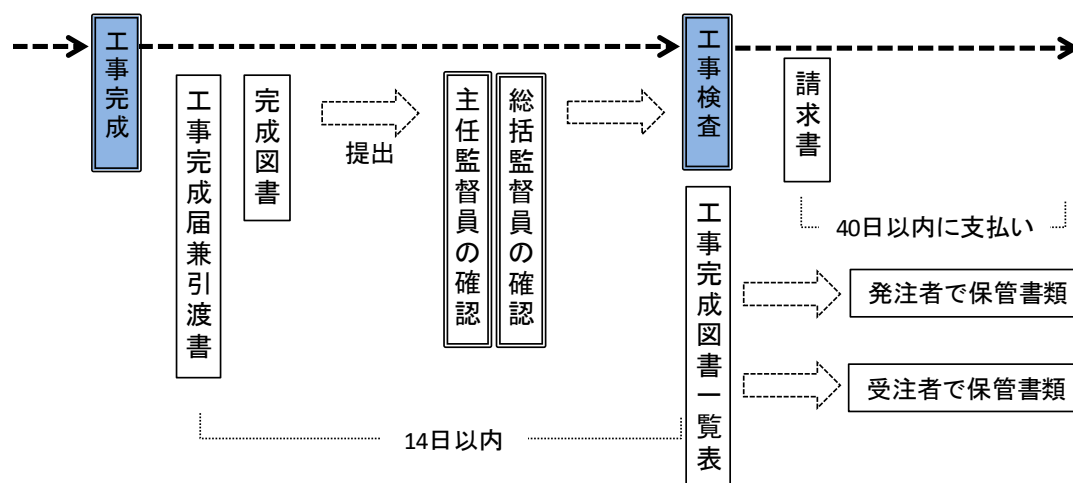 工事完成
工事完成届兼引渡書
完成図書
提出
主任監督員の確認
総括監督員の確認
工事検査
請求書
40日以内に支払い
工事完成図書一覧表
発注者で保管書類
受注者で保管書類
14日以内